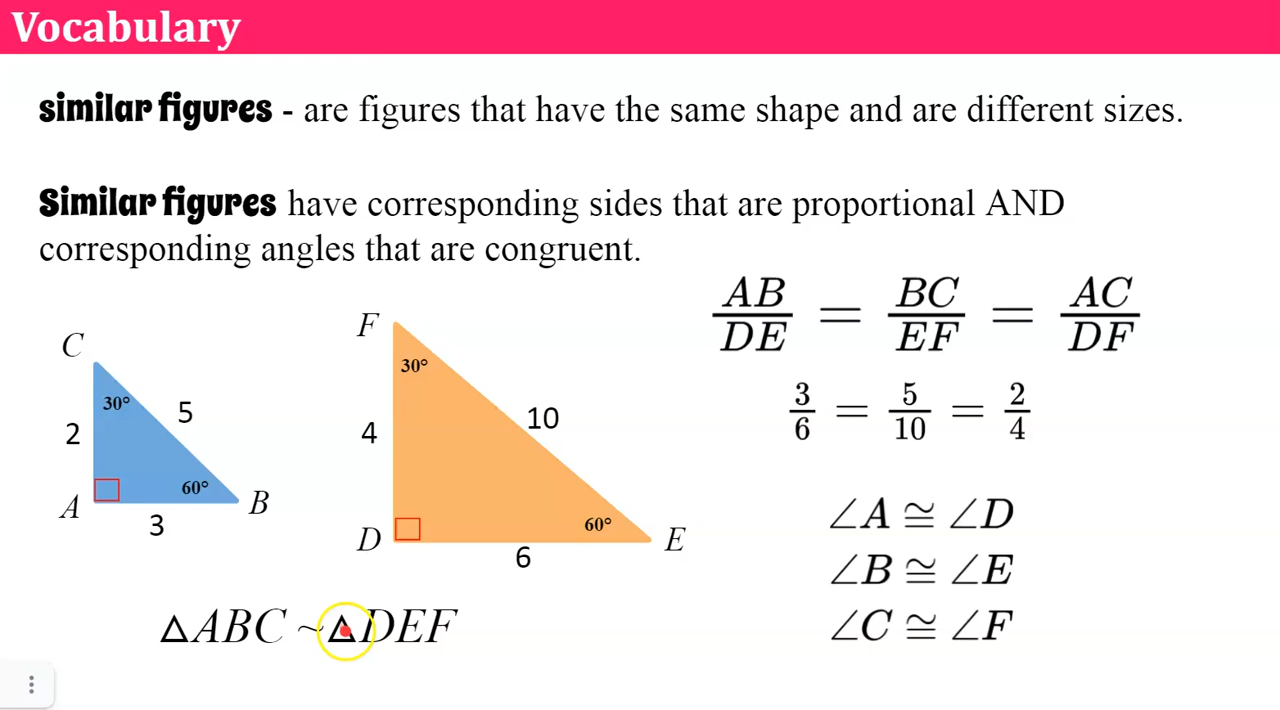 Vocabulary
similar figures - are figures that have the same shape and are different sizes.
Similar figures have corresponding sides that are proportional AND
corresponding angles that are congruent.
AB/DE = BC/EF = AC/DF
3/6 = 5/10 = 2/4
C
30°
2
5
60°
A
B
3
F
30°
4
10
60°
D
E
6
∠A ≅ ∠D
∠B ≅ ∠E
∠C ≅ ∠F
△ABC ~△DEF